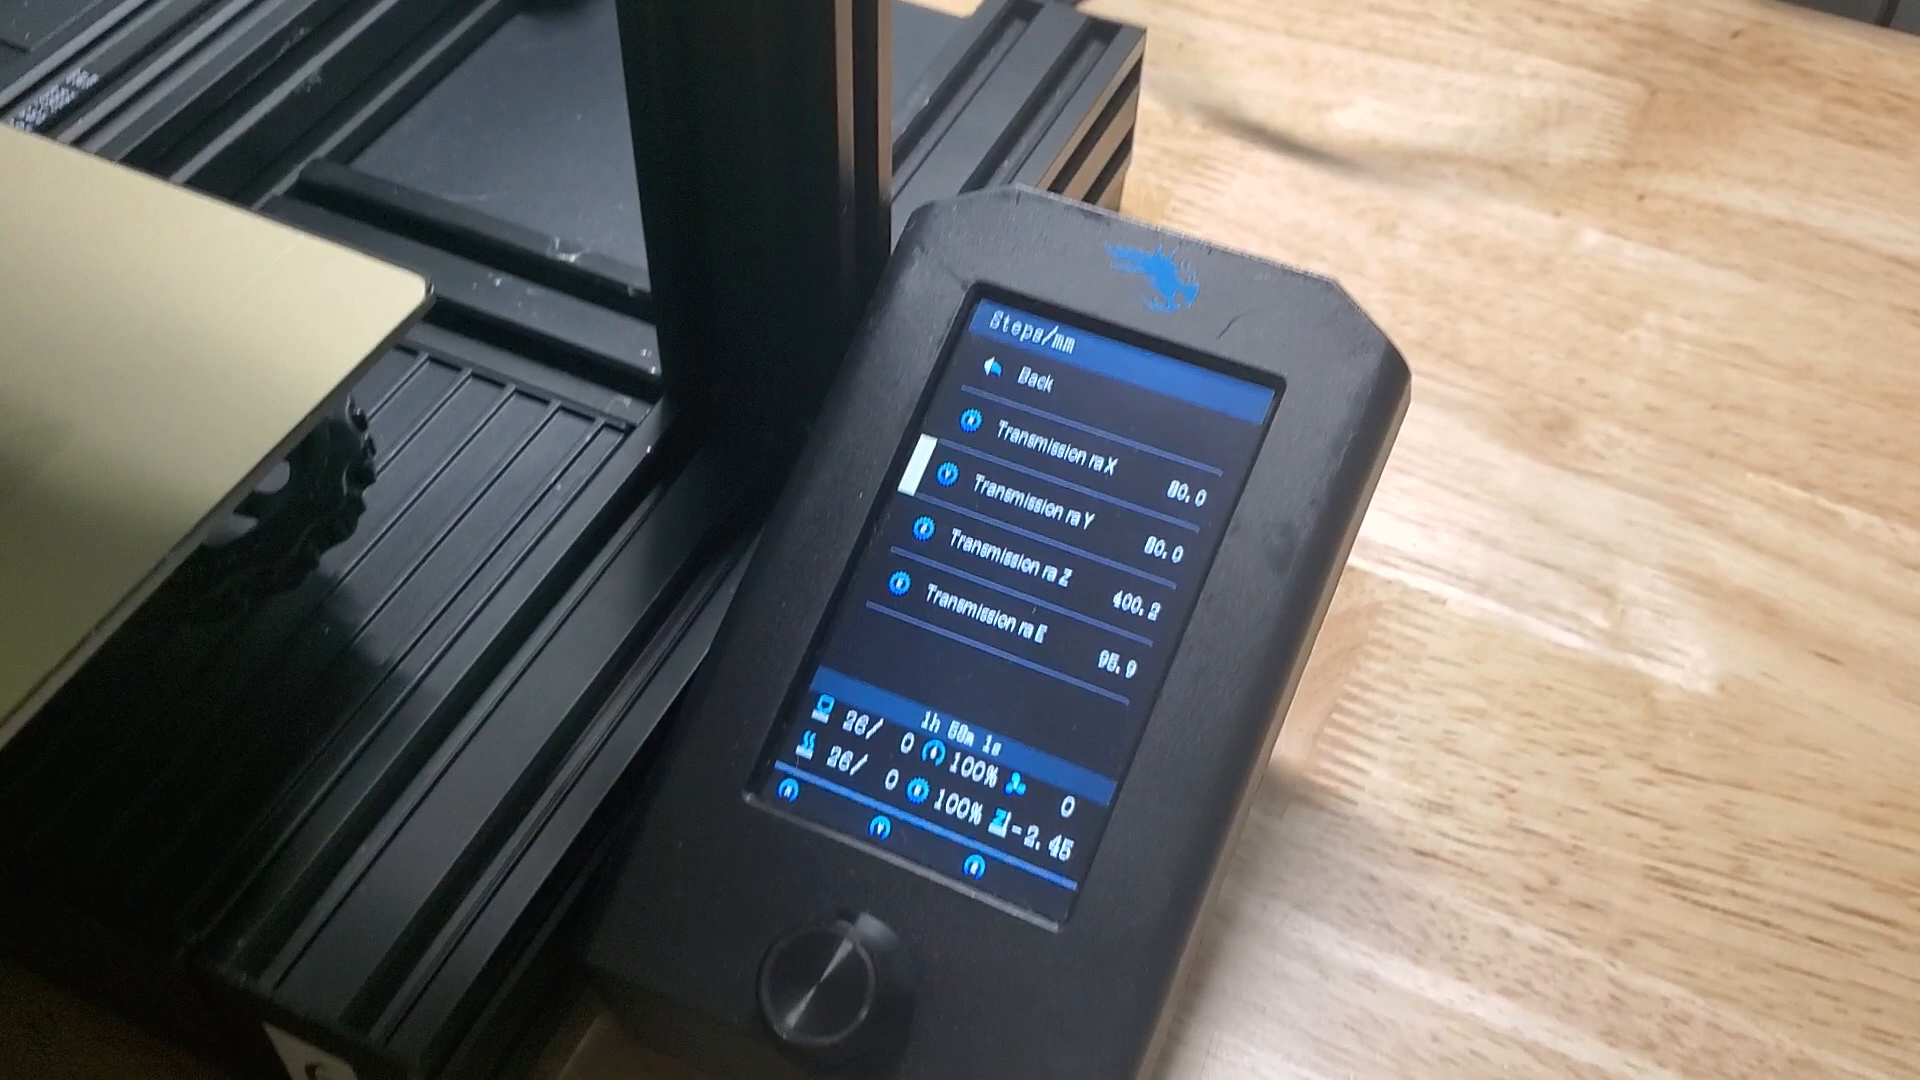 Steps/mm
Back
Transmission ra X 80.0
Transmission ra Y 80.0
Transmission ra Z 400.2
Transmission ra E 95.9
1h 58m 1s
26/ 0 100% 0
26/ 0 100% Z -2.45